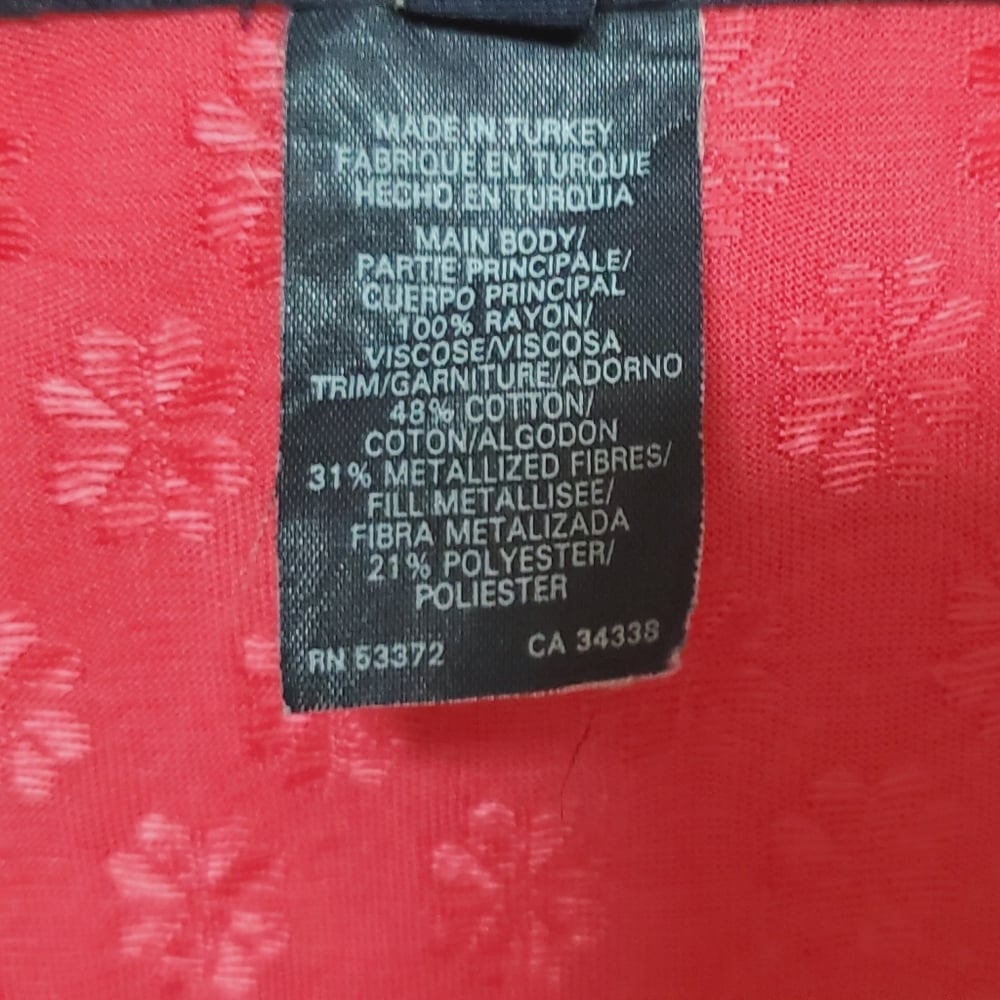 MADE IN TURKEY
FABRIQUE EN TURQUIE
HECHO EN TURQUIA
MAIN BODY/
PARTIE PRINCIPALE/
CUERPO PRINCIPAL
100% RAYON/
VISCOSE/VISCOSA
TRIM/GARNITURE/ADORNO
48% COTTON/
COTON/ALGODON
31% METALLIZED FIBRES/
FILL METALLISEE/
FIBRA METALIZADA
21% POLYESTER/
POLIESTER
RN 53372 CA 34338